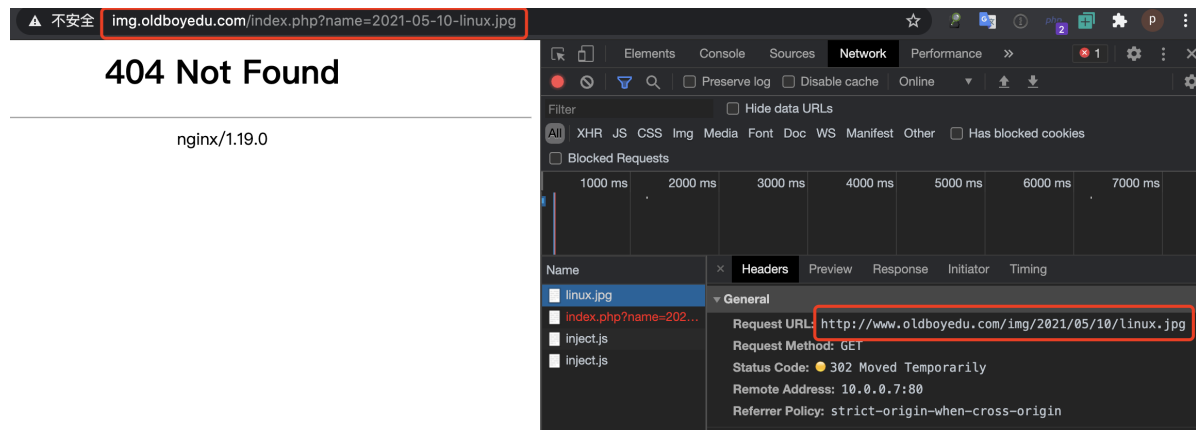 不安全 img.oldboyedu.com/index.php?name=2021-05-10-linux.jpg
php 2 p
404 Not Found
nginx/1.19.0
Elements Console Sources Network Performance » 1
Preserve log Disable cache Online
Filter Hide data URLs
All XHR JS CSS Img Media Font Doc WS Manifest Other Has blocked cookies
Blocked Requests
1000 ms 2000 ms 3000 ms 4000 ms 5000 ms 6000 ms 7000 ms
Name
linux.jpg
index.php?name=202...
inject.js
inject.js
× Headers Preview Response Initiator Timing
General
Request URL: http://www.oldboyedu.com/img/2021/05/10/linux.jpg
Request Method: GET
Status Code: 302 Moved Temporarily
Remote Address: 10.0.0.7:80
Referrer Policy: strict-origin-when-cross-origin